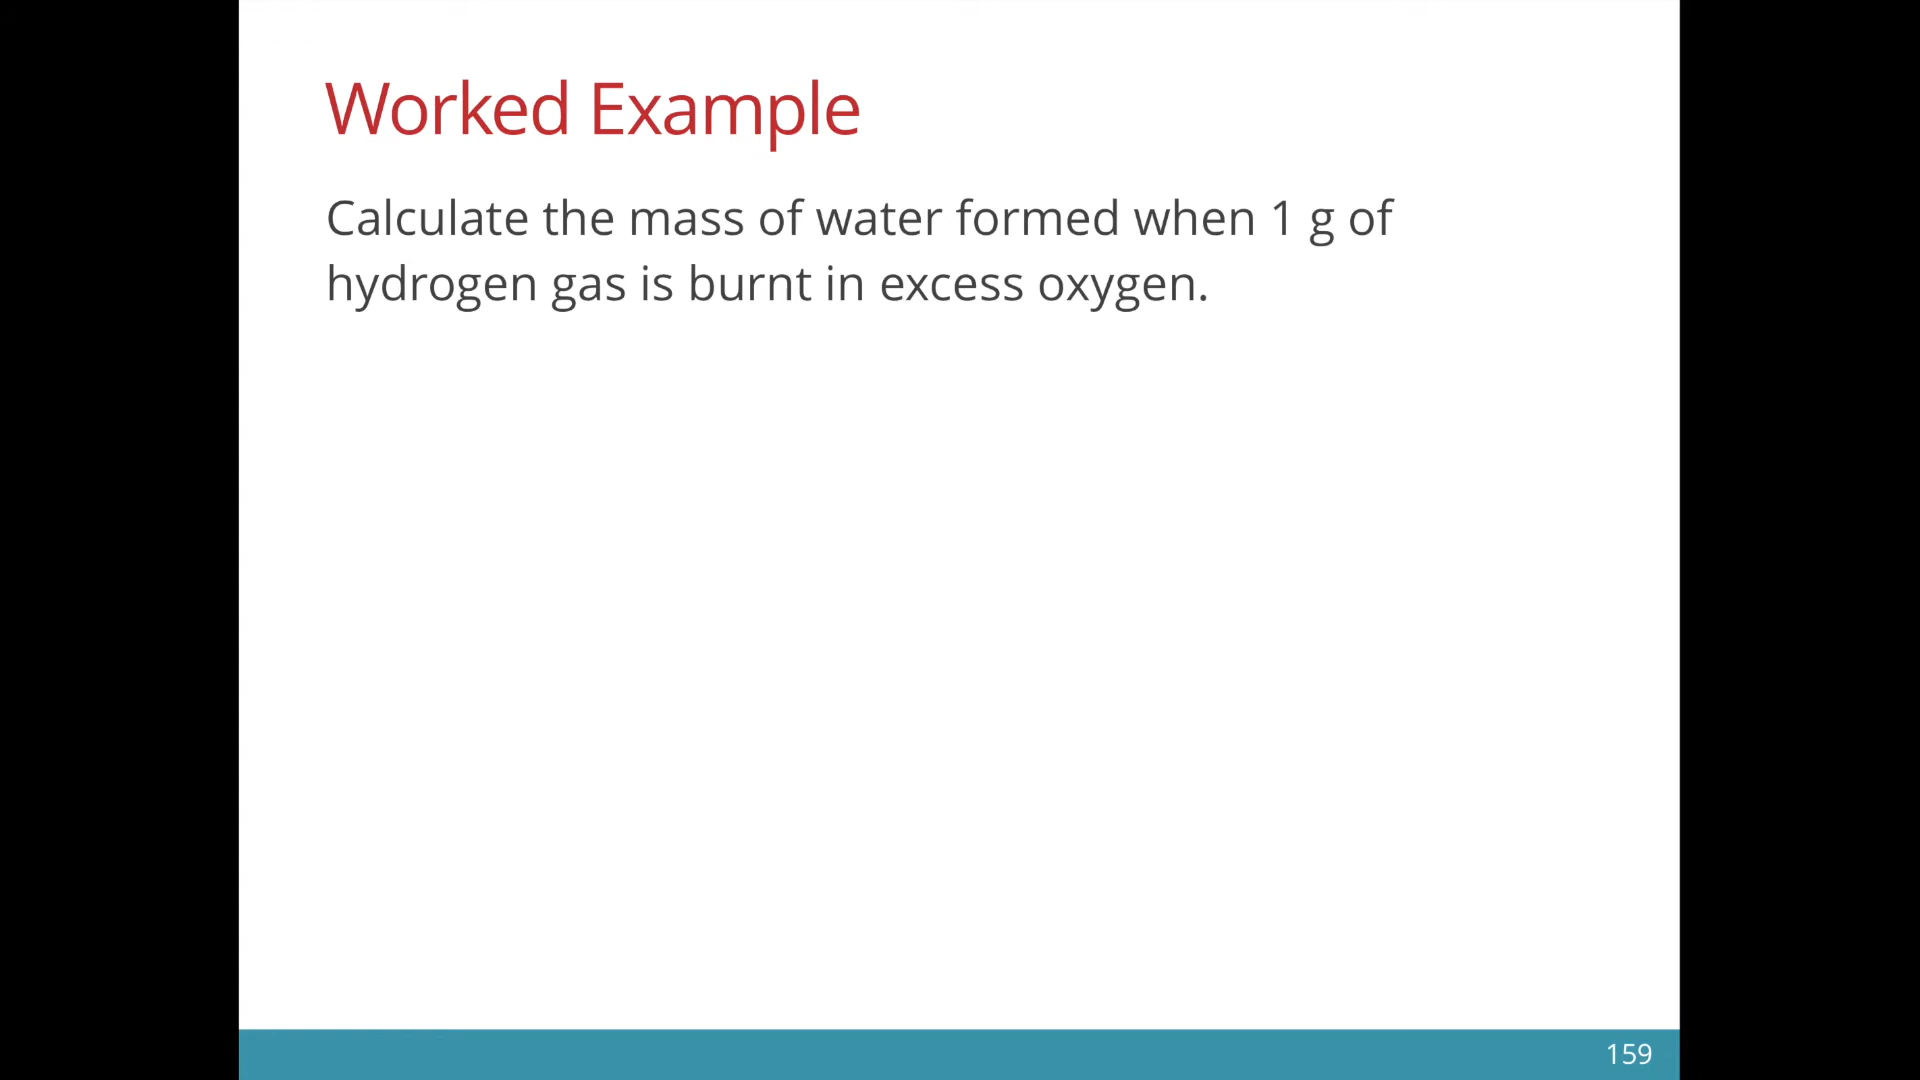 Worked Example
Calculate the mass of water formed when 1 g of
hydrogen gas is burnt in excess oxygen.
159